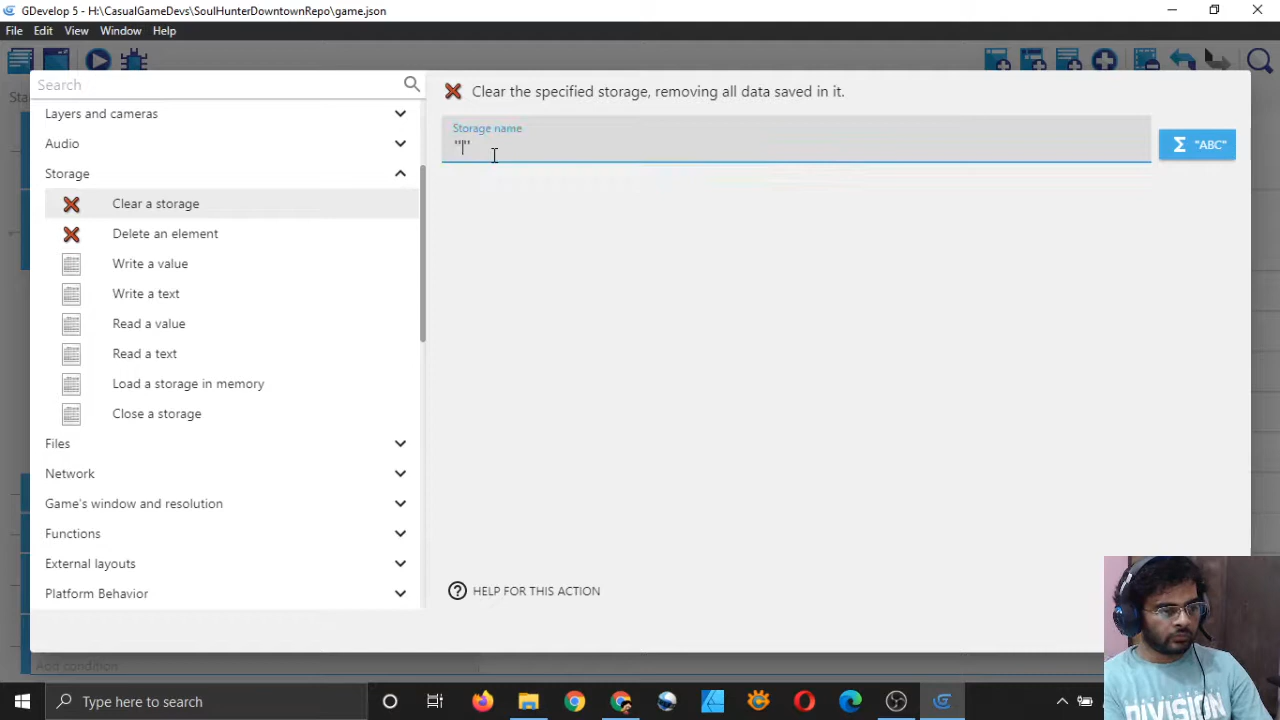 GDevelop 5 - H:\CasualGameDevs\SoulHunterDowntownRepo\game.json
File Edit View Window Help
Search
Clear the specified storage, removing all data saved in it.
Layers and cameras
Storage name
""
"ABC"
Audio
Storage
Clear a storage
Delete an element
Write a value
Write a text
Read a value
Read a text
Load a storage in memory
Close a storage
Files
Network
Game's window and resolution
Functions
External layouts
Platform Behavior
HELP FOR THIS ACTION
Add condition
DIVISION
Type here to search